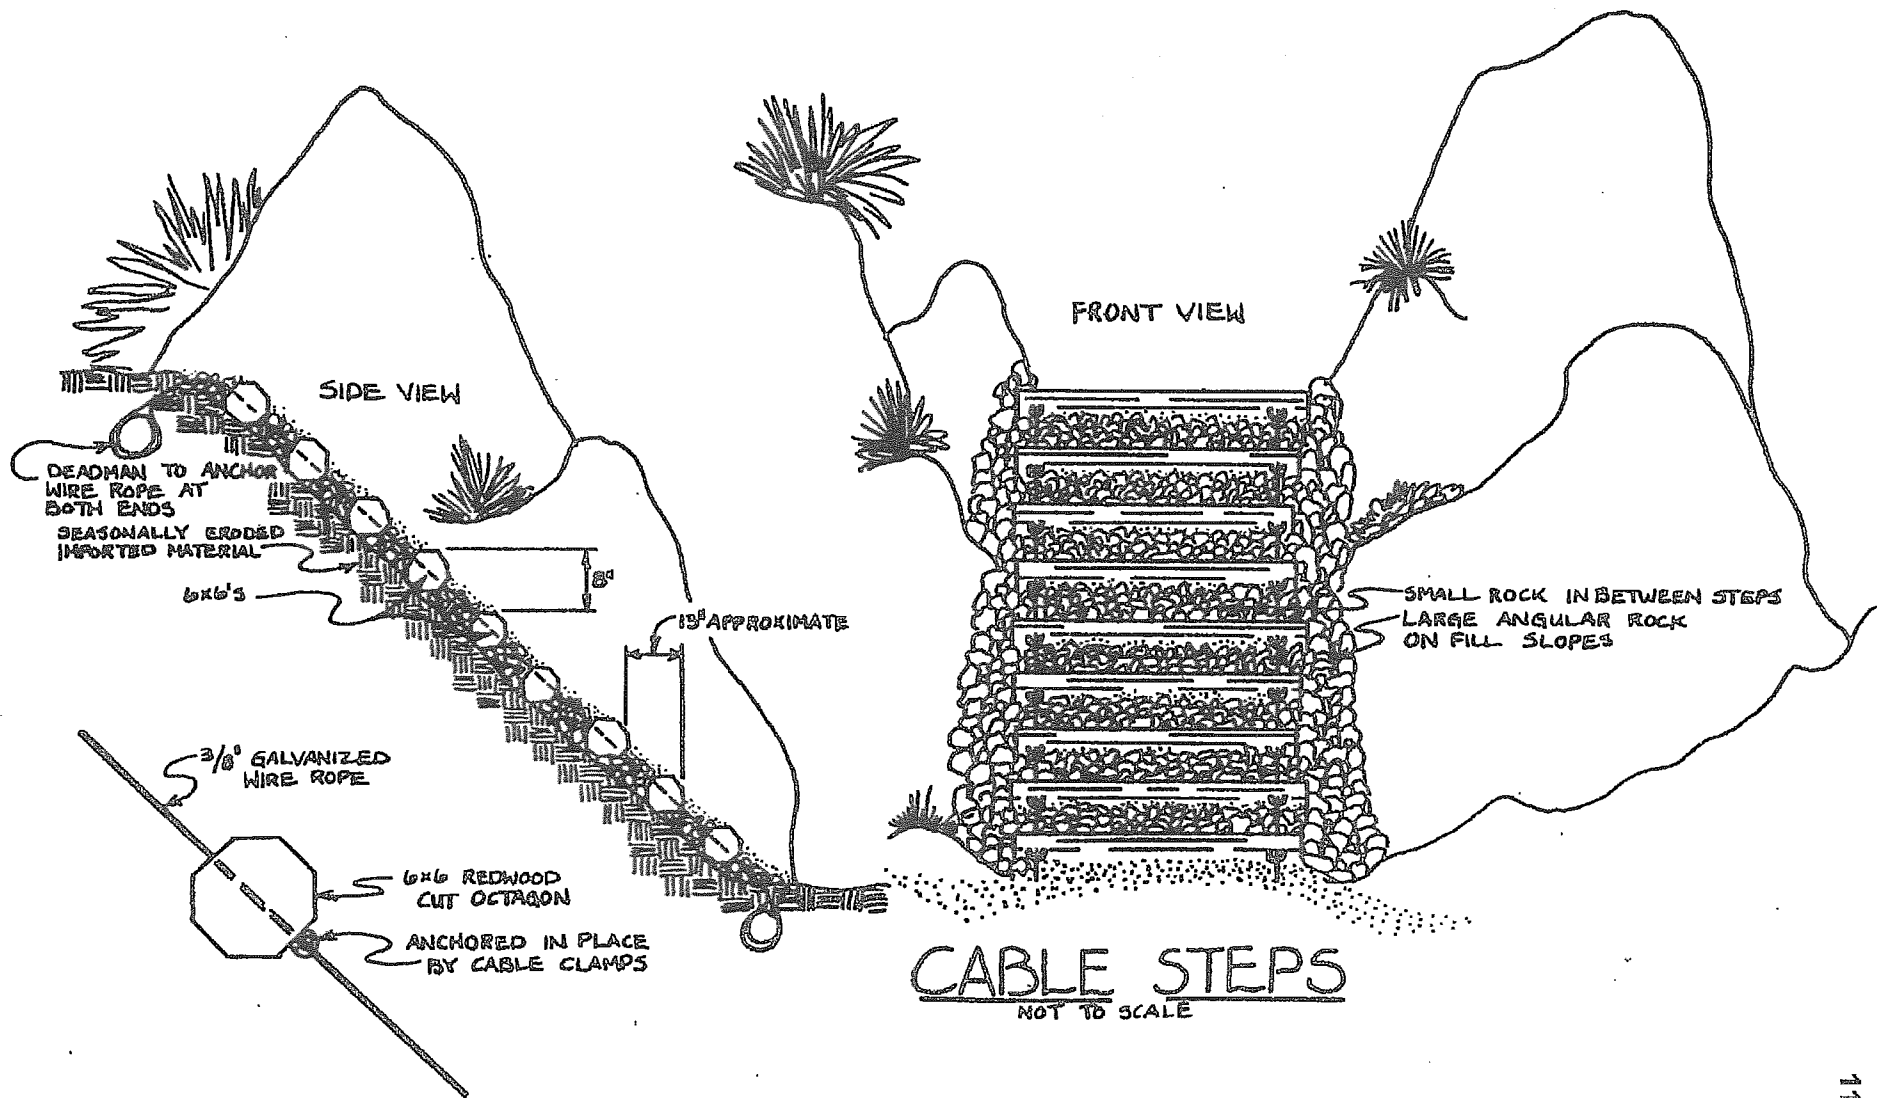 FRONT VIEW
SIDE VIEW
DEADMAN TO ANCHOR
WIRE ROPE AT
BOTH ENDS
SEASONALLY ERODED
IMPORTED MATERIAL
6x6's
8"
SMALL ROCK IN BETWEEN STEPS
LARGE ANGULAR ROCK
ON FILL SLOPES
APPROXIMATE
3/8" GALVANIZED
WIRE ROPE
6x6 REDWOOD
CUT OCTAGON
ANCHORED IN PLACE
BY CABLE CLAMPS
CABLE STEPS
NOT TO SCALE
11